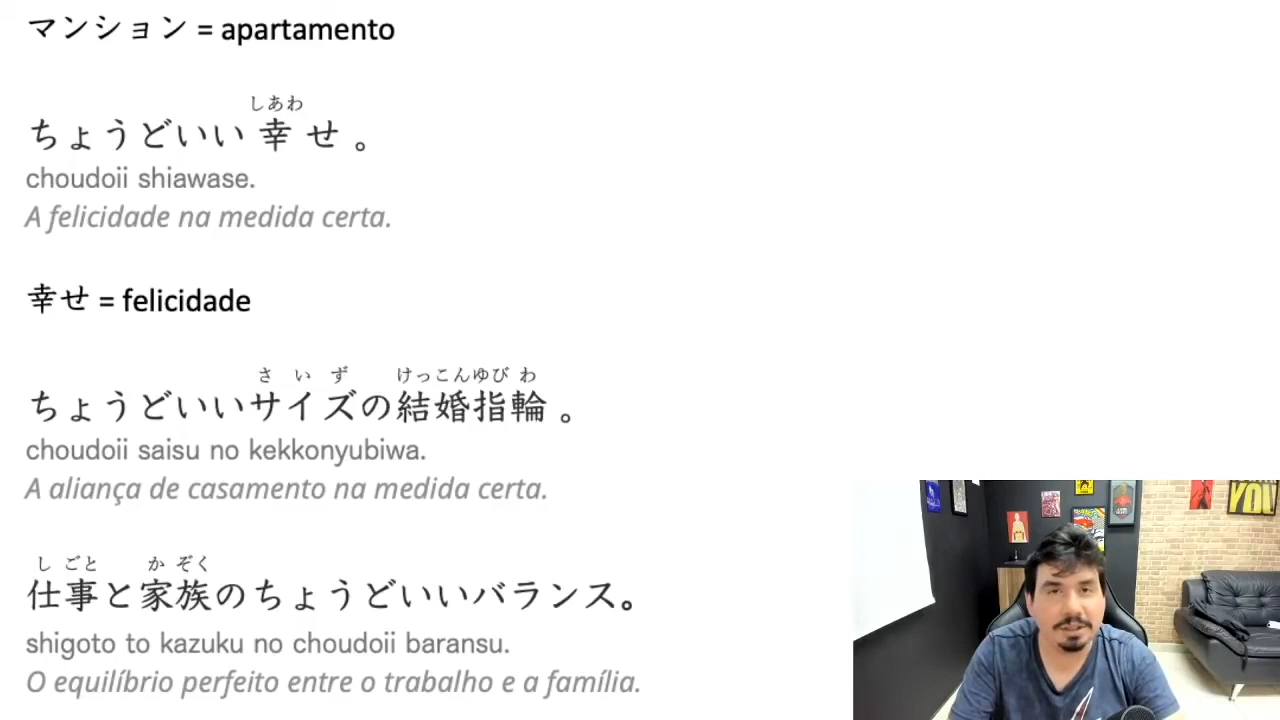 マンション = apartamento
しあわ
ちょうどいい幸せ。
choudoii shiawase.
A felicidade na medida certa.
幸せ = felicidade
さいず けっこんゆびわ
ちょうどいいサイズの結婚指輪。
choudoii saisu no kekkonyubiwa.
A aliança de casamento na medida certa.
しごと かぞく
仕事と家族のちょうどいいバランス。
shigoto to kazuku no choudoii baransu.
O equilíbrio perfeito entre o trabalho e a família.
YOU